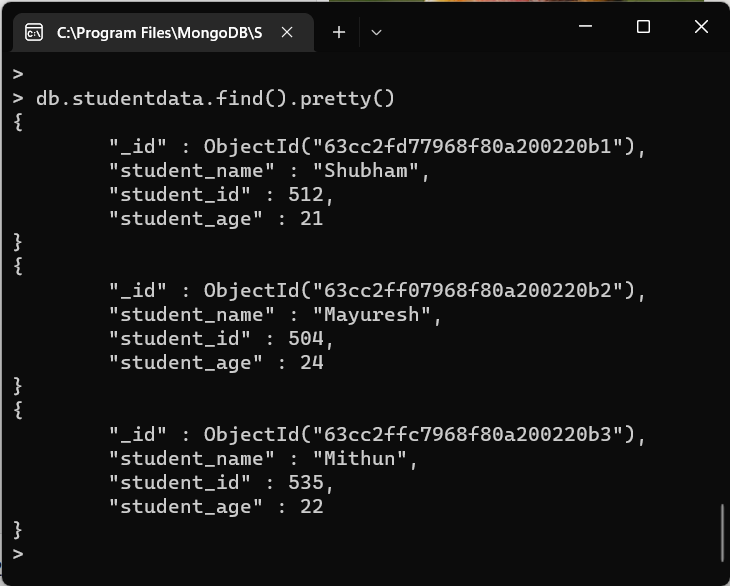 C:\Program Files\MongoDB\S
>
> db.studentdata.find().pretty()
{
"_id" : ObjectId("63cc2fd77968f80a200220b1"),
"student_name" : "Shubham",
"student_id" : 512,
"student_age" : 21
}
{
"_id" : ObjectId("63cc2ff07968f80a200220b2"),
"student_name" : "Mayuresh",
"student_id" : 504,
"student_age" : 24
}
{
"_id" : ObjectId("63cc2ffc7968f80a200220b3"),
"student_name" : "Mithun",
"student_id" : 535,
"student_age" : 22
}
>